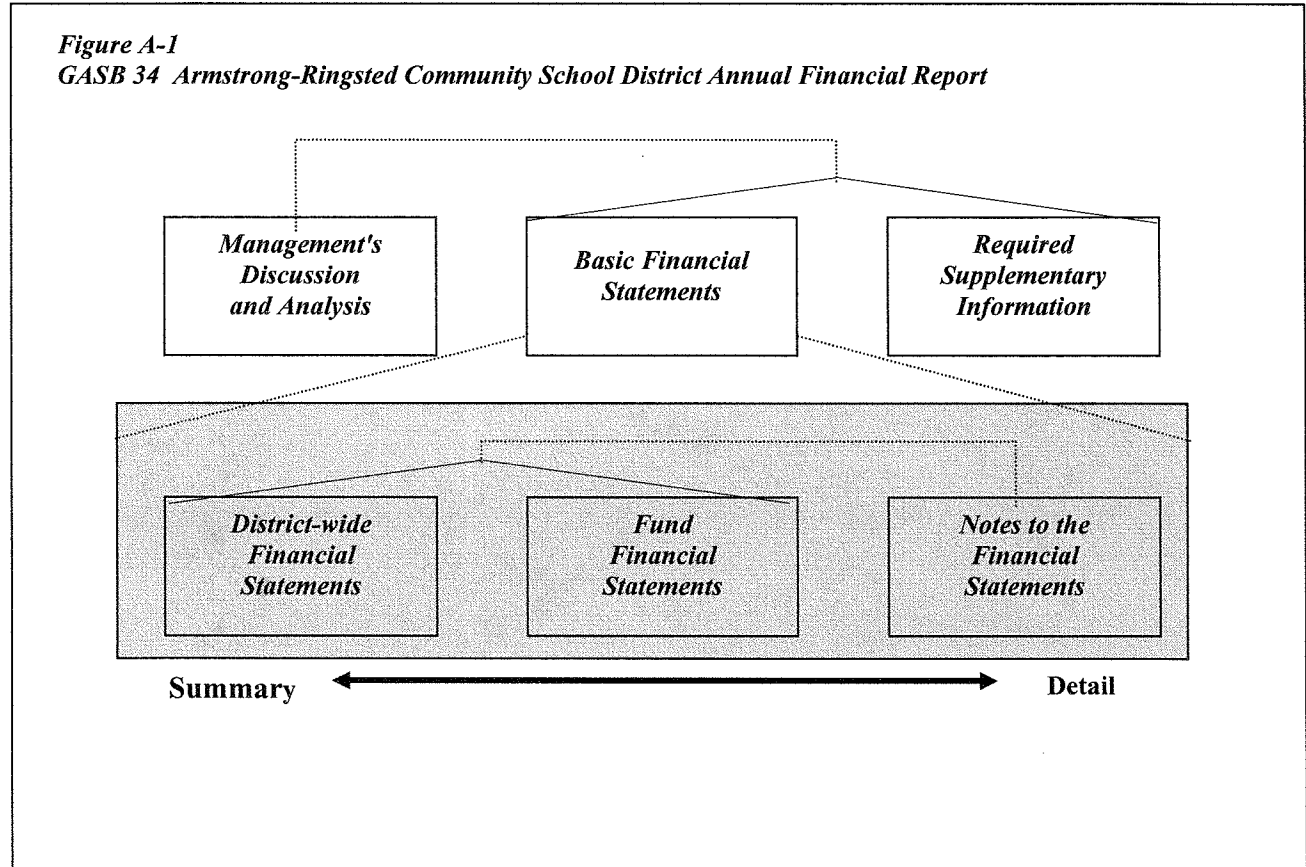 Figure A-1
GASB 34 Armstrong-Ringsted Community School District Annual Financial Report
Management's
Discussion
and Analysis
Basic Financial
Statements
Required
Supplementary
Information
District-wide
Financial
Statements
Fund
Financial
Statements
Notes to the
Financial
Statements
Summary
Detail